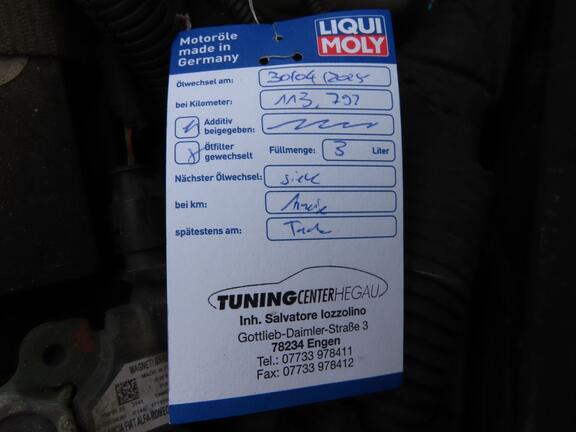 Motoröle
made in
Germany
LIQUI
MOLY
Ölwechsel am: 30/04/2025
bei Kilometer: 113.792
Additiv
beigegeben:
Ölfilter
gewechselt
Füllmenge: 3 Liter
Nächster Ölwechsel: siehe
bei km:
spätestens am:
TUNINGCENTERHEGAU
Inh. Salvatore Iozzolino
Gottlieb-Daimler-Straße 3
78234 Engen
Tel.: 07733 978411
Fax: 07733 978412